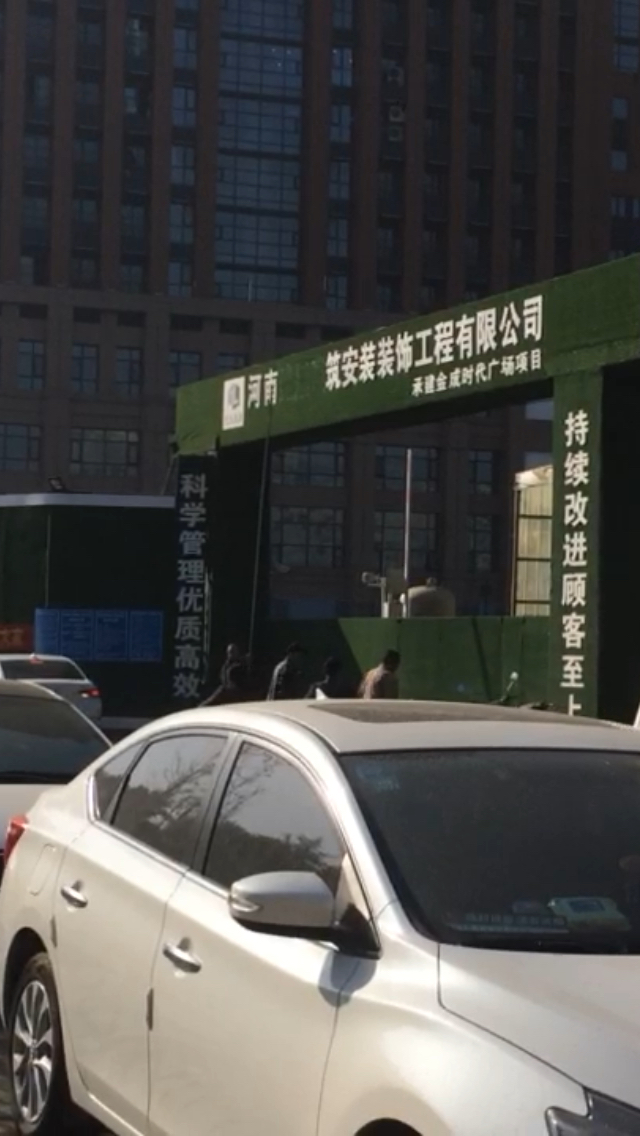 河南 筑安装装饰工程有限公司
承建金成时代广场项目
科学管理优质高效
持续改进顾客至上